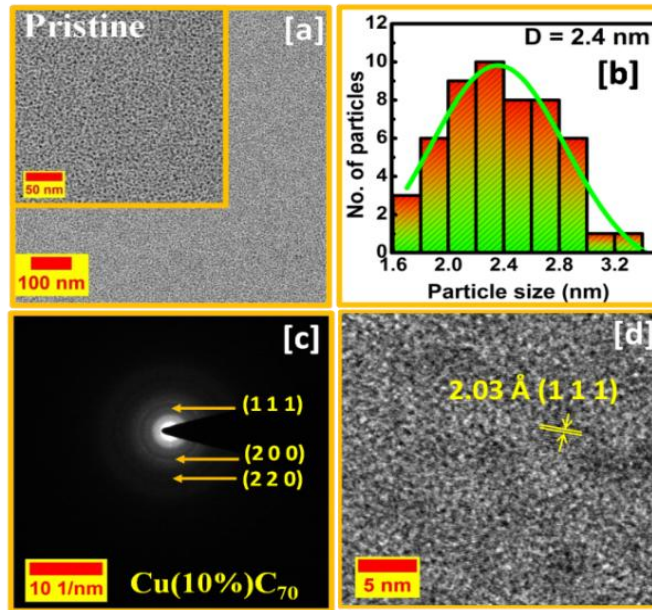 Pristine
[a]
50 nm
100 nm
12
10
8
6
4
2
0
No. of particles
D = 2.4 nm
[b]
1.6 2.0 2.4 2.8 3.2
Particle size (nm)
[c]
(1 1 1)
(2 0 0)
(2 2 0)
10 1/nm
Cu(10%)C₇₀
[d]
2.03 Å (1 1 1)
5 nm